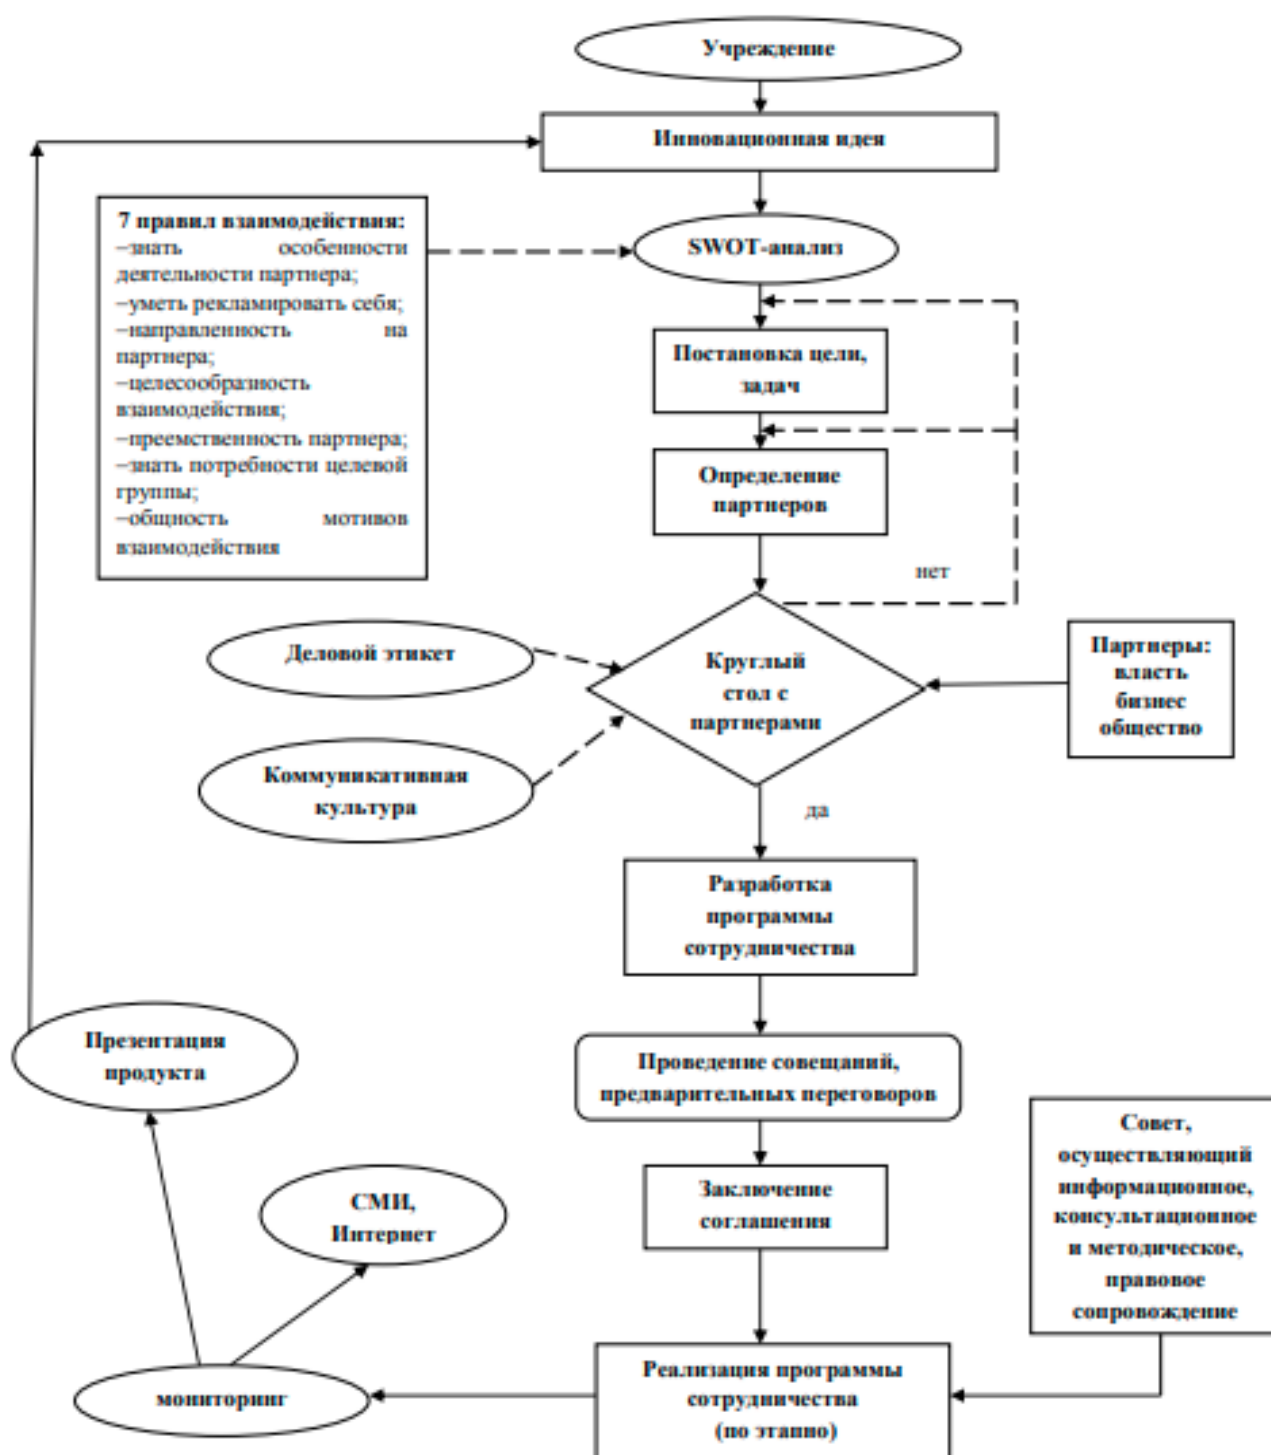 Учреждение
Инновационная идея
7 правил взаимодействия:
–знать особенности
деятельности партнера;
–уметь рекламировать себя;
–направленность на
партнера;
–целесообразность
взаимодействия;
–преемственность партнера;
–знать потребности целевой
группы;
–общность мотивов
взаимодействия
SWOT-анализ
Постановка цели,
задач
Определение
партнеров
нет
Деловой этикет
Круглый
стол с
партнерами
Партнеры:
власть
бизнес
общество
Коммуникативная
культура
да
Разработка
программы
сотрудничества
Презентация
продукта
Проведение совещаний,
предварительных переговоров
Совет,
осуществляющий
информационное,
консультационное
и методическое,
правовое
сопровождение
СМИ,
Интернет
Заключение
соглашения
мониторинг
Реализация программы
сотрудничества
(по этапно)